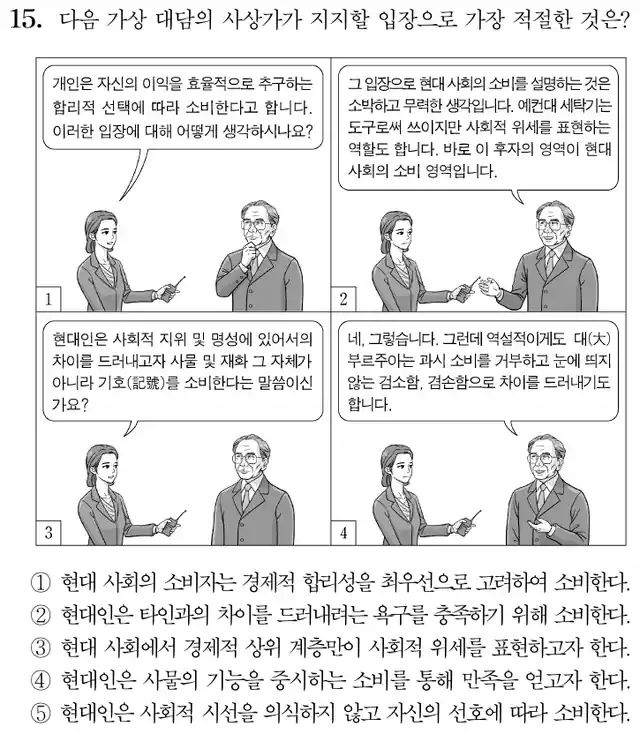 15. 다음 가상 대담의 사상가가 지지할 입장으로 가장 적절한 것은?
개인은 자신의 이익을 효율적으로 추구하는
합리적 선택에 따라 소비한다고 합니다.
이러한 입장에 대해 어떻게 생각하시나요?
1
그 입장으로 현대 사회의 소비를 설명하는 것은
소박하고 무력한 생각입니다. 예컨대 세탁기는
도구로써 쓰이지만 사회적 위세를 표현하는
역할도 합니다. 바로 이 후자의 영역이 현대
사회의 소비 영역입니다.
2
현대인은 사회적 지위 및 명성에 있어서의
차이를 드러내고자 사물 및 재화 그 자체가
아니라 기호(記號)를 소비한다는 말씀이신
가요?
3
네, 그렇습니다. 그런데 역설적이게도 대(大)
부르주아는 과시 소비를 거부하고 눈에 띄지
않는 검소함, 겸손함으로 차이를 드러내기도
합니다.
4
① 현대 사회의 소비자는 경제적 합리성을 최우선으로 고려하여 소비한다.
② 현대인은 타인과의 차이를 드러내려는 욕구를 충족하기 위해 소비한다.
③ 현대 사회에서 경제적 상위 계층만이 사회적 위세를 표현하고자 한다.
④ 현대인은 사물의 기능을 중시하는 소비를 통해 만족을 얻고자 한다.
⑤ 현대인은 사회적 시선을 의식하지 않고 자신의 선호에 따라 소비한다.